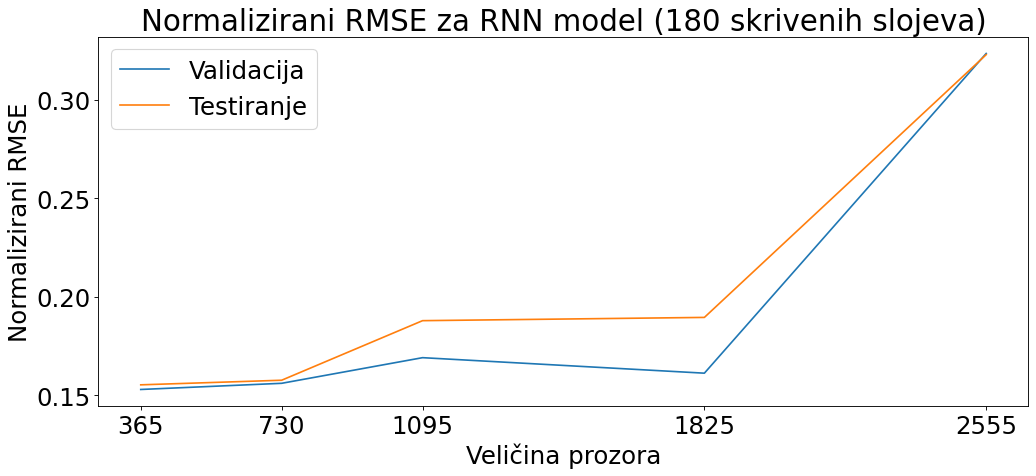 Normalizirani RMSE za RNN model (180 skrivenih slojeva)
Validacija
Testiranje
Normalizirani RMSE
0.30
0.25
0.20
0.15
365 730 1095 1825 2555
Veličina prozora